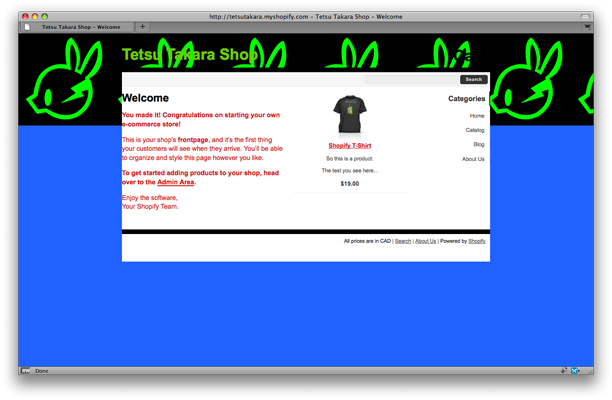 http://tetsutakara.myshopify.com – Tetsu Takara Shop – Welcome
Tetsu Takara Shop – Welcome
Tetsu Takara Shop
Search
Welcome
You made it! Congratulations on starting your own
e-commerce store!
This is your shop's frontpage, and it's the first thing
your customers will see when they arrive. You'll be able
to organize and style this page however you like.
To get started adding products to your shop, head
over to the Admin Area.
Enjoy the software,
Your Shopify Team.
Shopify T-Shirt
So this is a product.
The text you see here...
$19.00
Categories
Home
Catalog
Blog
About Us
All prices are in CAD | Search | About Us | Powered by Shopify
Done